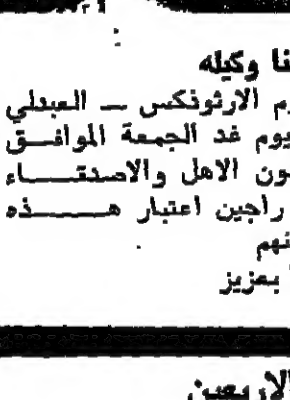 نا وكيله
م الارثوذكس — العبدلي
يوم غد الجمعة الموافق
ون الاهل والاصدقاء
راجين اعتبار هذه
نهم
بعزيز
الاربعين